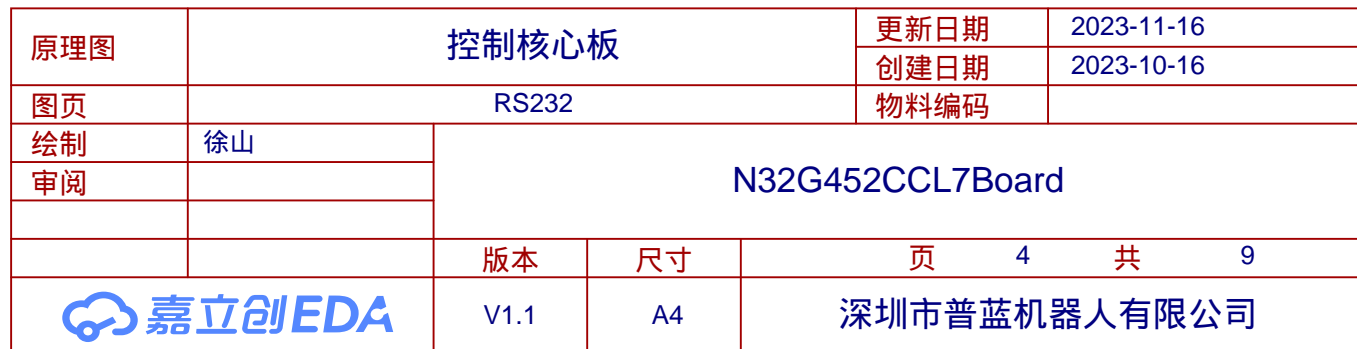 原理图
控制核心板
更新日期
2023-11-16
创建日期
2023-10-16
图页
RS232
物料编码
绘制
徐山
审阅
N32G452CCL7Board
版本
尺寸
页 4 共 9
嘉立创EDA
V1.1
A4
深圳市普蓝机器人有限公司